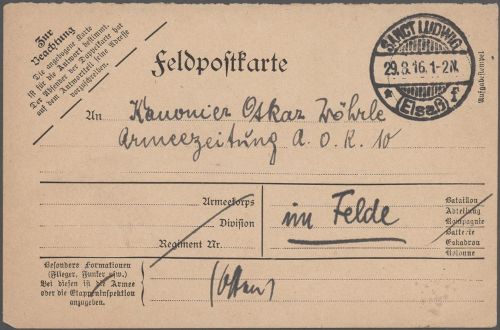 Zur
Beachtung
Die angebogene Karte
ist für die Antwort bestimmt.
Der Absender der Doppelkarte hat
auf dem Antwortteil seine Adresse
vorzuschreiben.
Feldpostkarte
SANCT LUDWIG
29.3.16.1-2N.
* (Elsaß) f
Aufgabestempel
An Kanonier Oskar Wöhrle
Armeezeitung A.O.K. 10
Armeekorps
Division
Regiment Nr.
im Felde
Bataillon
Abteilung
Kompagnie
Batterie
Eskadron
Kolonne
Besondere Formationen
(Flieger, Funker usw.)
Bei diesen ist die Armee
oder die Etappeninspektion
anzugeben.
(Osten)